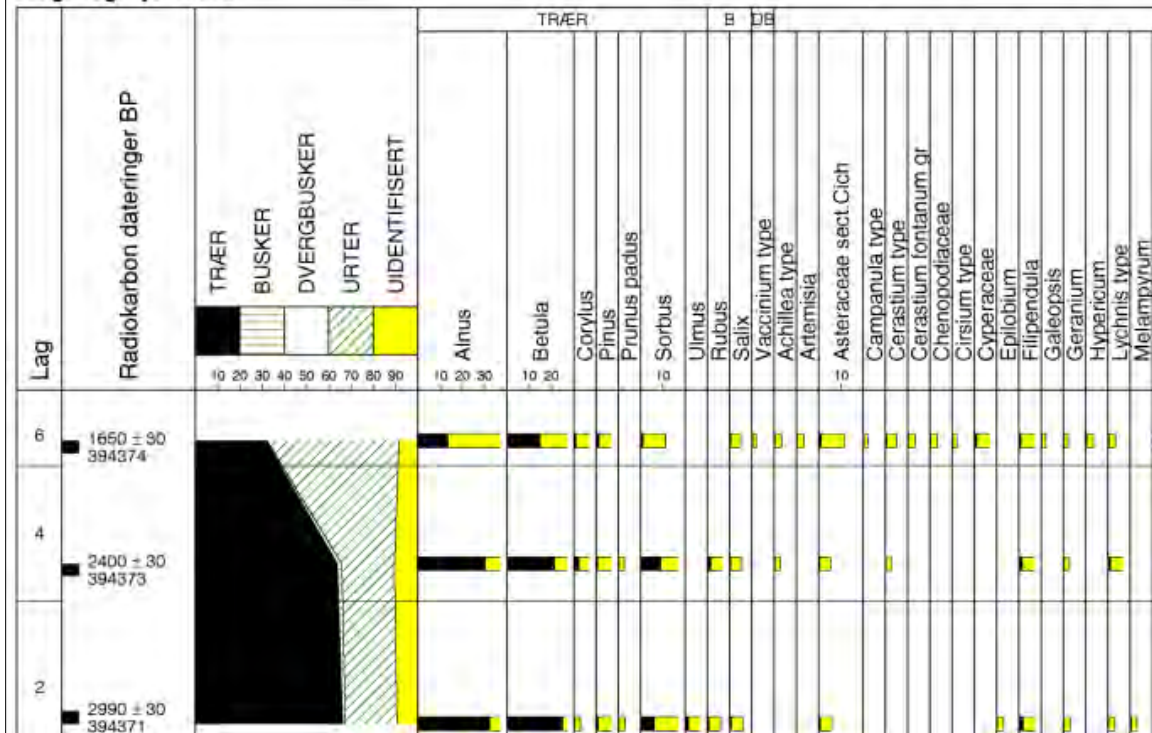 TRÆR B DB
Lag
Radiokarbon dateringer BP
TRÆR
BUSKER
DVERGBUSKER
URTER
UIDENTIFISERT
Alnus
Betula
Corylus
Pinus
Prunus padus
Sorbus
Ulmus
Rubus
Salix
Vaccinium type
Achillea type
Artemisia
Asteraceae sect.Cich
Campanula type
Cerastium type
Cerastium fontanum gr
Chenopodiaceae
Cirsium type
Cyperaceae
Epilobium
Filipendula
Galeopsis
Geranium
Hypericum
Lychnis type
Melampyrum
10 20 30 40 50 60 70 80 90 10 20 30 10 20 10 10
6
1650 ± 30
394374
4
2400 ± 30
394373
2
2990 ± 30
394371